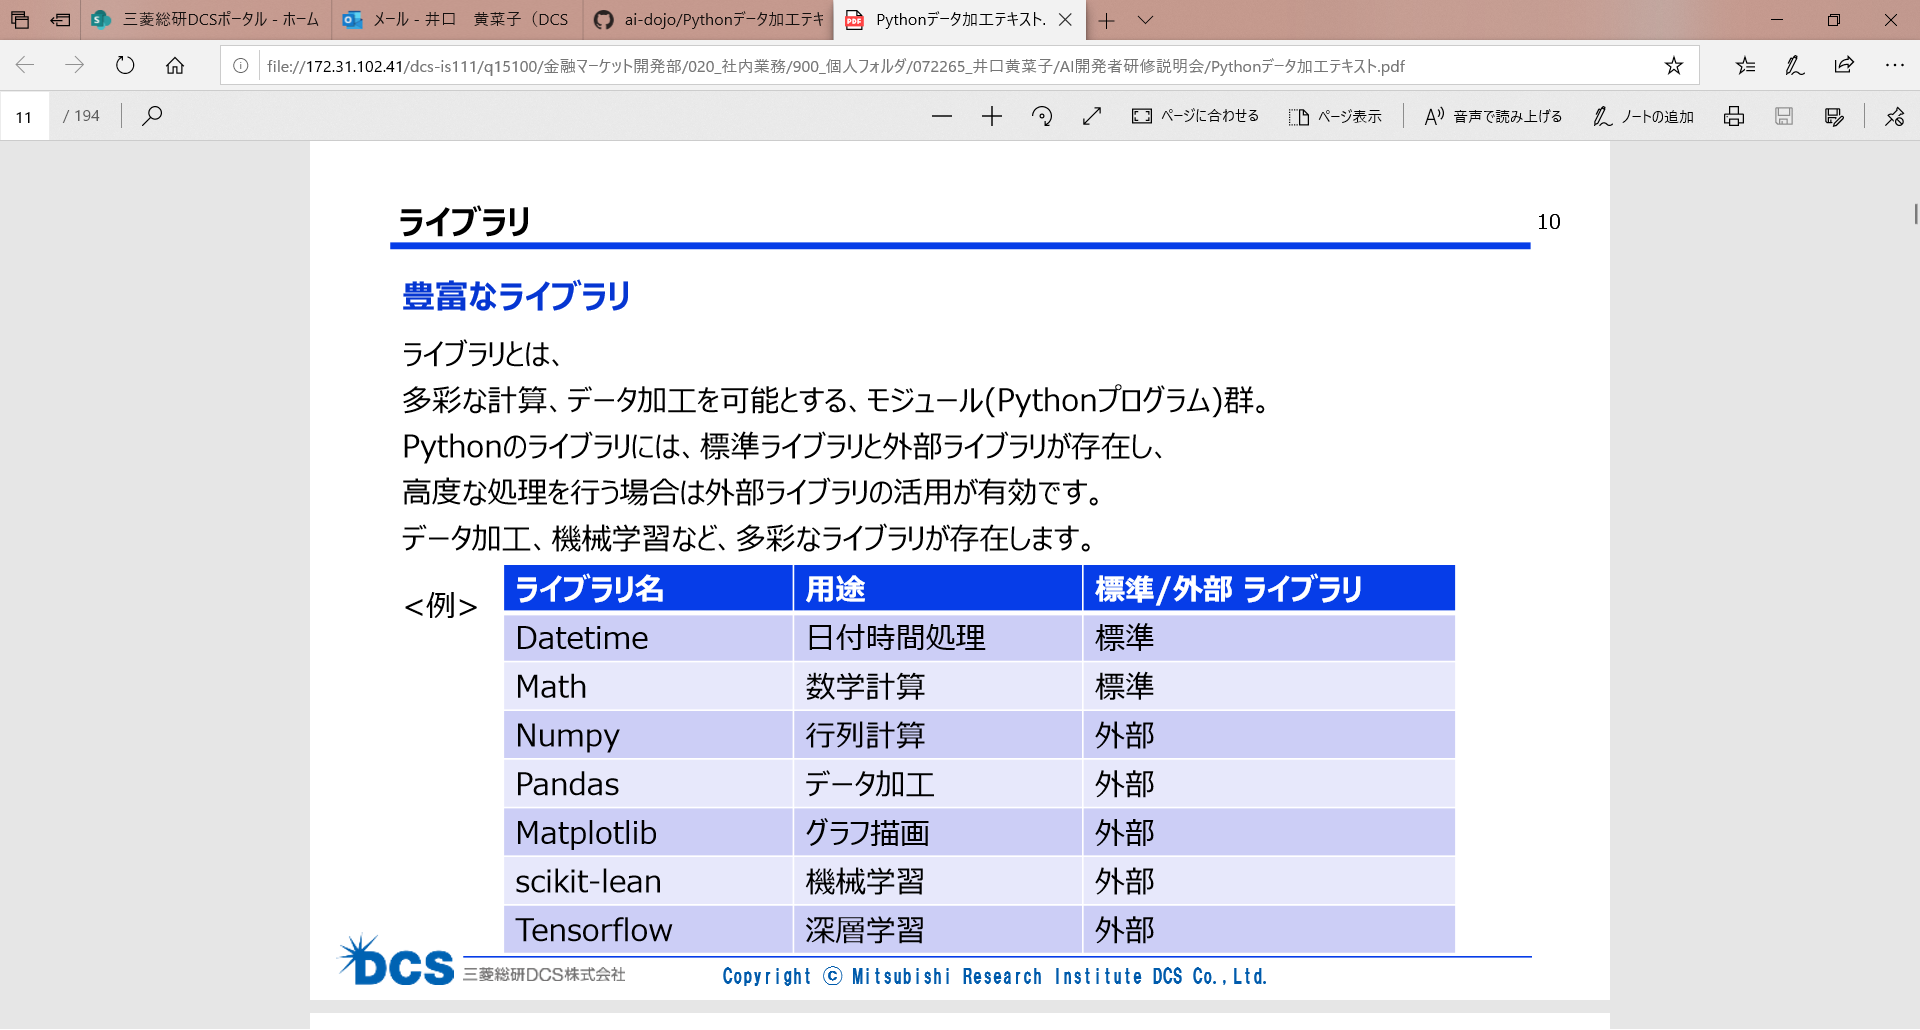 三菱総研DCSポータル - ホーム
メール - 井口　黄菜子（DCS
ai-dojo/Pythonデータ加工テキ
Pythonデータ加工テキスト.
file://172.31.102.41/dcs-is111/q15100/金融マーケット開発部/020_社内業務/900_個人フォルダ/072265_井口黄菜子/AI開発者研修説明会/Pythonデータ加工テキスト.pdf
11 / 194
ページに合わせる
ページ表示
音声で読み上げる
ノートの追加
ライブラリ
10
豊富なライブラリ
ライブラリとは、
多彩な計算、データ加工を可能とする、モジュール(Pythonプログラム)群。
Pythonのライブラリには、標準ライブラリと外部ライブラリが存在し、
高度な処理を行う場合は外部ライブラリの活用が有効です。
データ加工、機械学習など、多彩なライブラリが存在します。
<例>
ライブラリ名 用途 標準/外部 ライブラリ
Datetime 日付時間処理 標準
Math 数学計算 標準
Numpy 行列計算 外部
Pandas データ加工 外部
Matplotlib グラフ描画 外部
scikit-lean 機械学習 外部
Tensorflow 深層学習 外部
DCS 三菱総研DCS株式会社
Copyright © Mitsubishi Research Institute DCS Co.,Ltd.